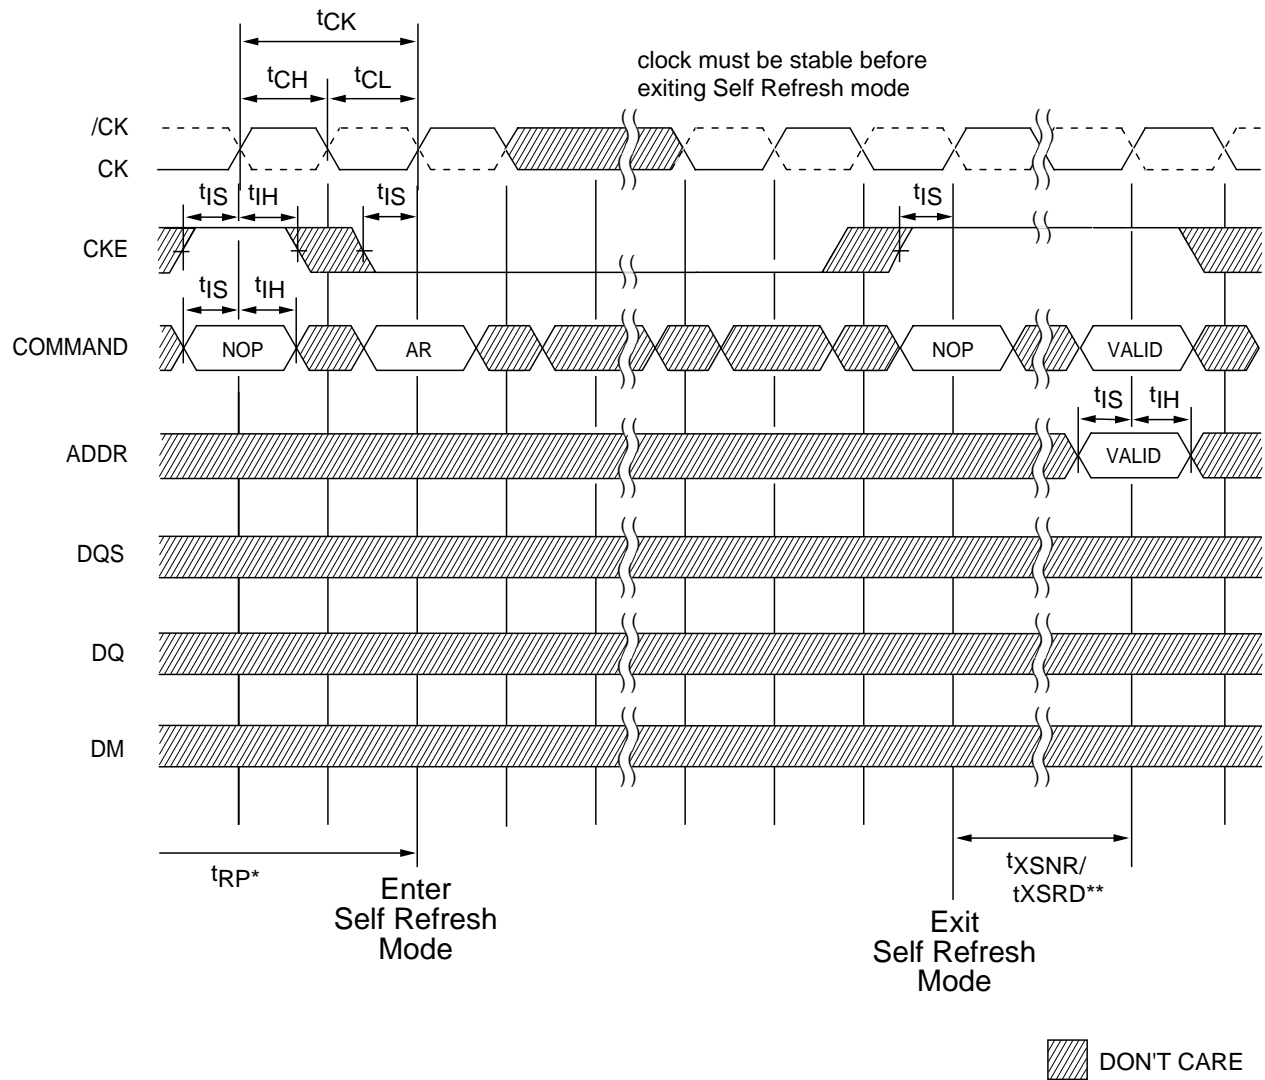 tCK
tCH
tCL
clock must be stable before
exiting Self Refresh mode
/CK
CK
tIS
tIH
tIS
tIS
CKE
tIS
tIH
COMMAND
NOP
AR
NOP
VALID
tIS
tIH
ADDR
VALID
DQS
DQ
DM
tRP*
Enter
Self Refresh
Mode
tXSNR/
tXSRD**
Exit
Self Refresh
Mode
DON'T CARE